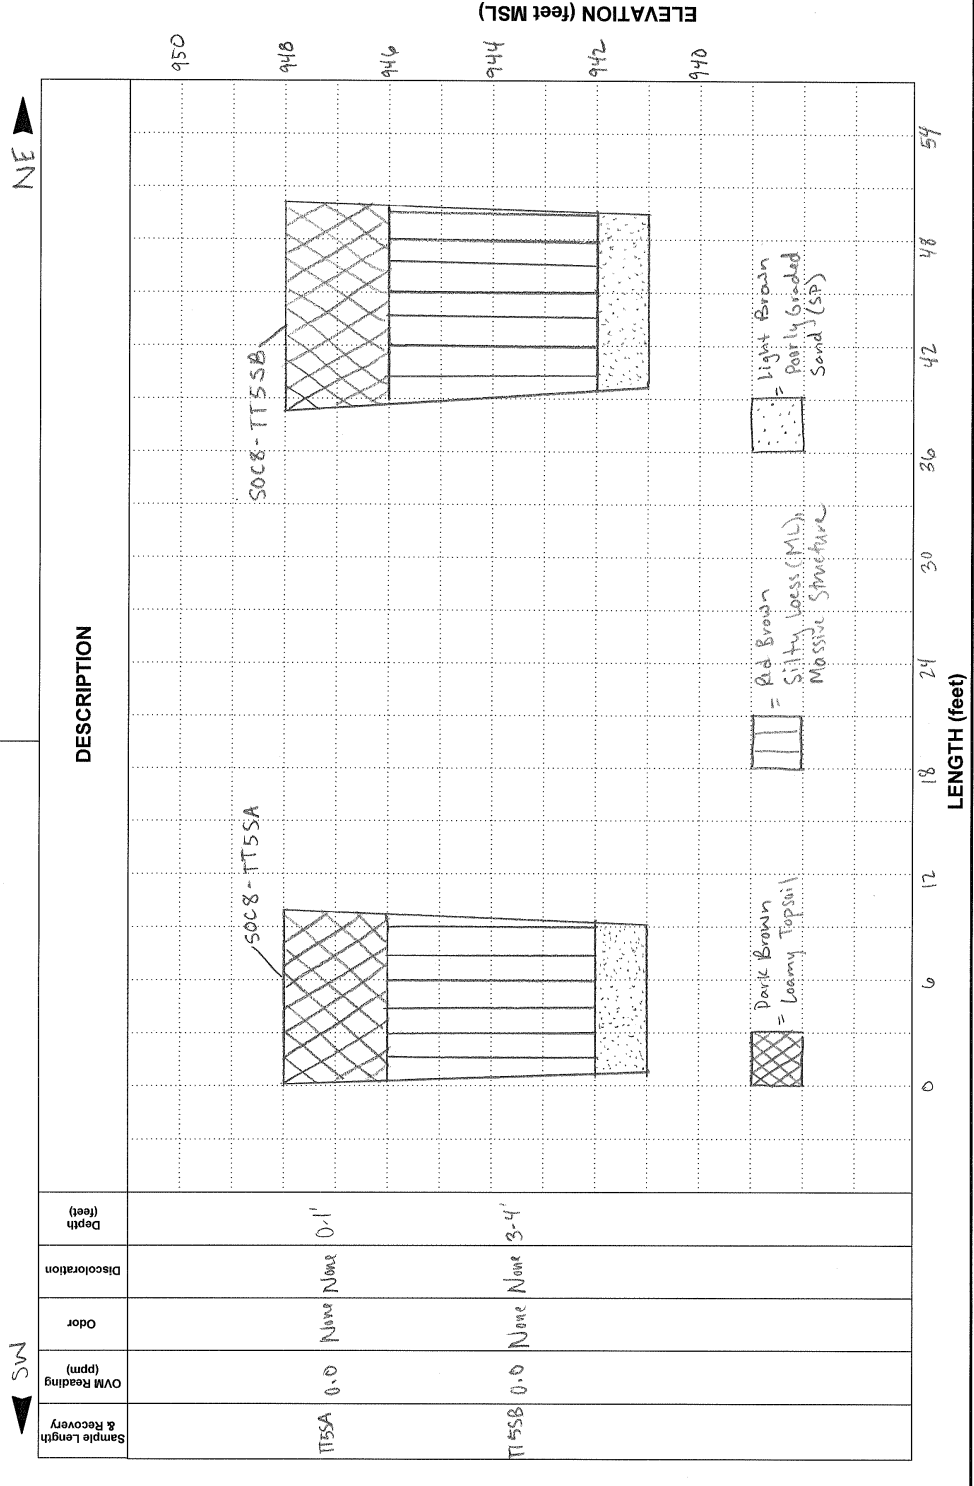 SW
NE
Sample Length
& Recovery
OVM Reading
(ppm)
Odor
Discoloration
Depth
(feet)
DESCRIPTION
ELEVATION (feet MSL)
950
948
946
944
942
940
TT5SA 0.0 None None 0-1'
TT5SB 0.0 None None 3-4'
SOC8-TT5SA
SOC8-TT5SB
= Dark Brown
Loamy Topsoil
= Red Brown
Silty Loess (ML),
Massive Structure
= Light Brown
Poorly Graded
Sand (SP)
0
6
12
18
24
30
36
42
48
54
LENGTH (feet)